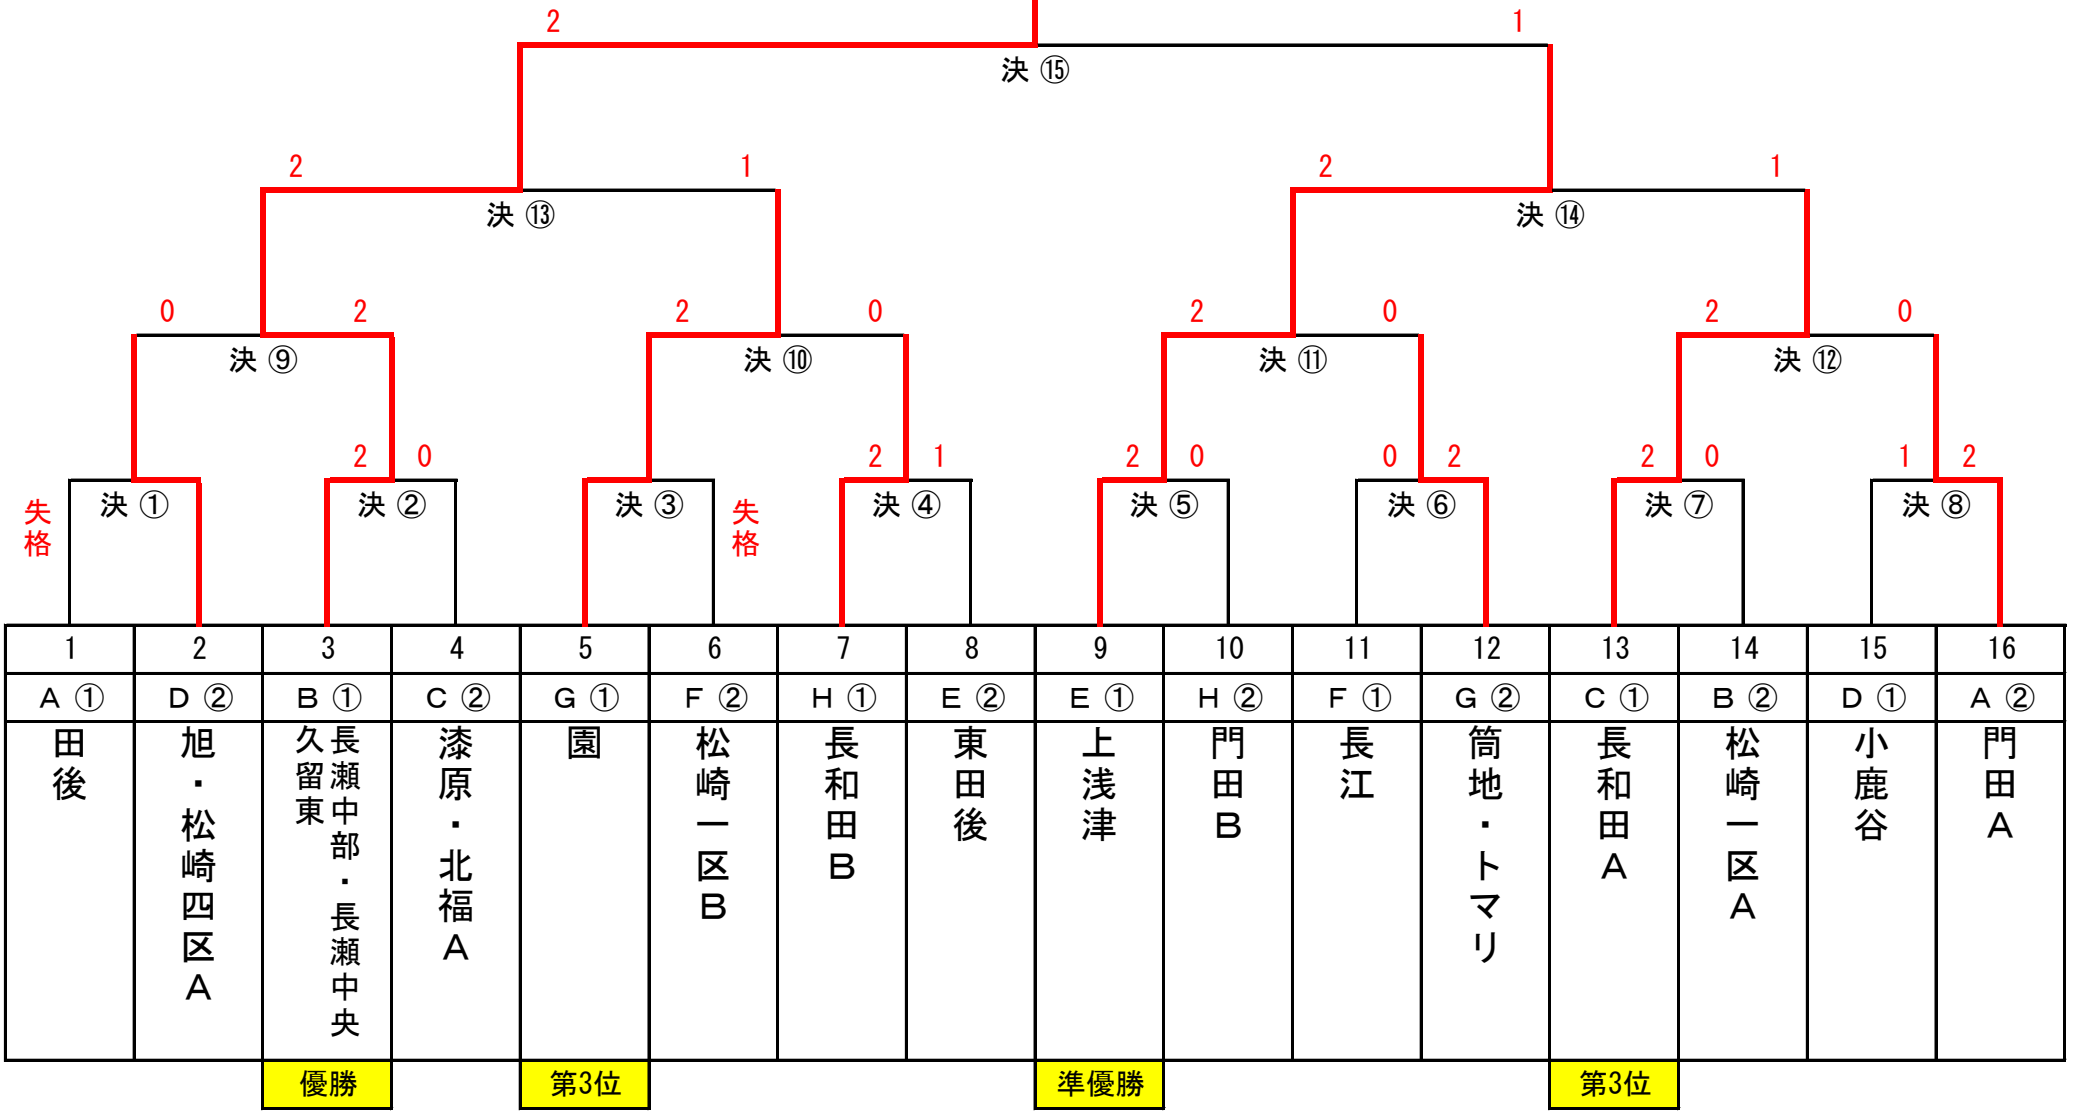 2 1
決 ⑮
2 1 2 1
決 ⑬ 決 ⑭
0 2 2 0 2 0 2 0
決 ⑨ 決 ⑩ 決 ⑪ 決 ⑫
2 0 2 1 2 0 0 2 2 0 1 2
失格 決 ① 決 ② 決 ③ 失格 決 ④ 決 ⑤ 決 ⑥ 決 ⑦ 決 ⑧
1 2 3 4 5 6 7 8 9 10 11 12 13 14 15 16
A ① D ② B ① C ② G ① F ② H ① E ② E ① H ② F ① G ② C ① B ② D ① A ②
田後
旭・松崎四区A
長瀬中部・長瀬中央
久留東
漆原・北福A
園
松崎一区B
長和田B
東田後
上浅津
門田B
長江
筒地・トマリ
長和田A
松崎一区A
小鹿谷
門田A
優勝 第3位 準優勝 第3位